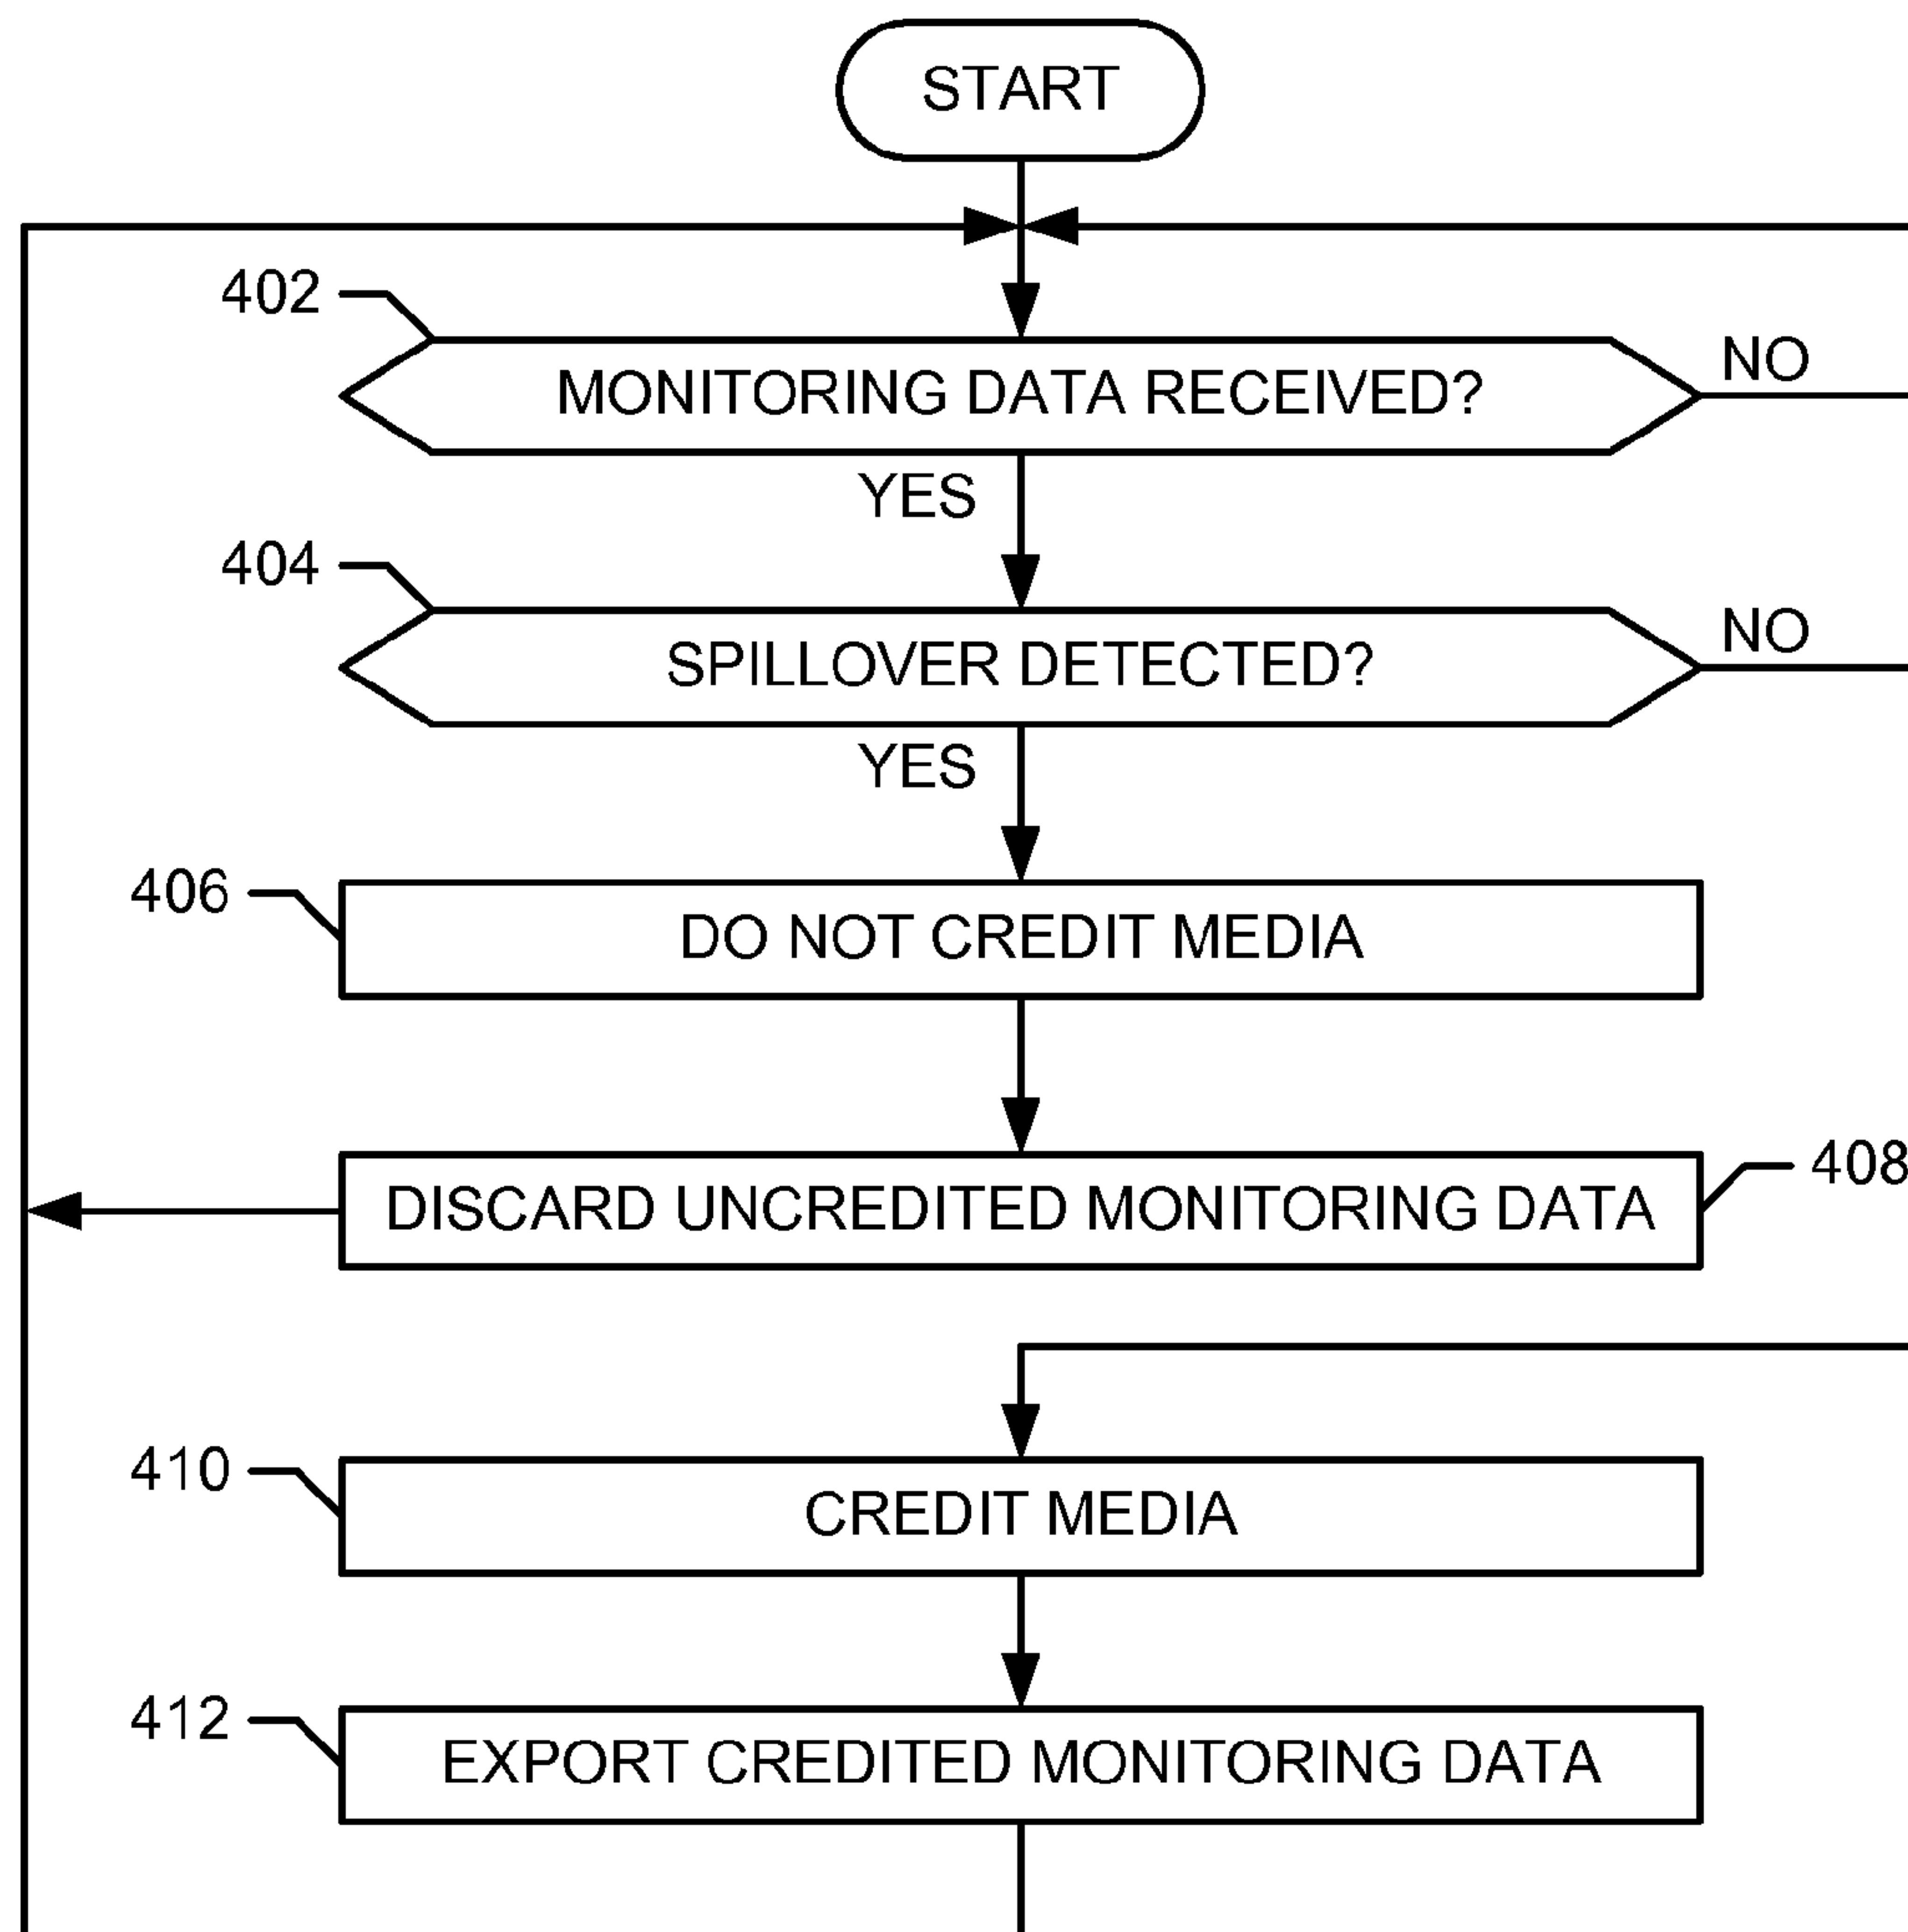 START
402
MONITORING DATA RECEIVED?
NO
YES
404
SPILLOVER DETECTED?
NO
YES
406
DO NOT CREDIT MEDIA
408
DISCARD UNCREDITED MONITORING DATA
410
CREDIT MEDIA
412
EXPORT CREDITED MONITORING DATA